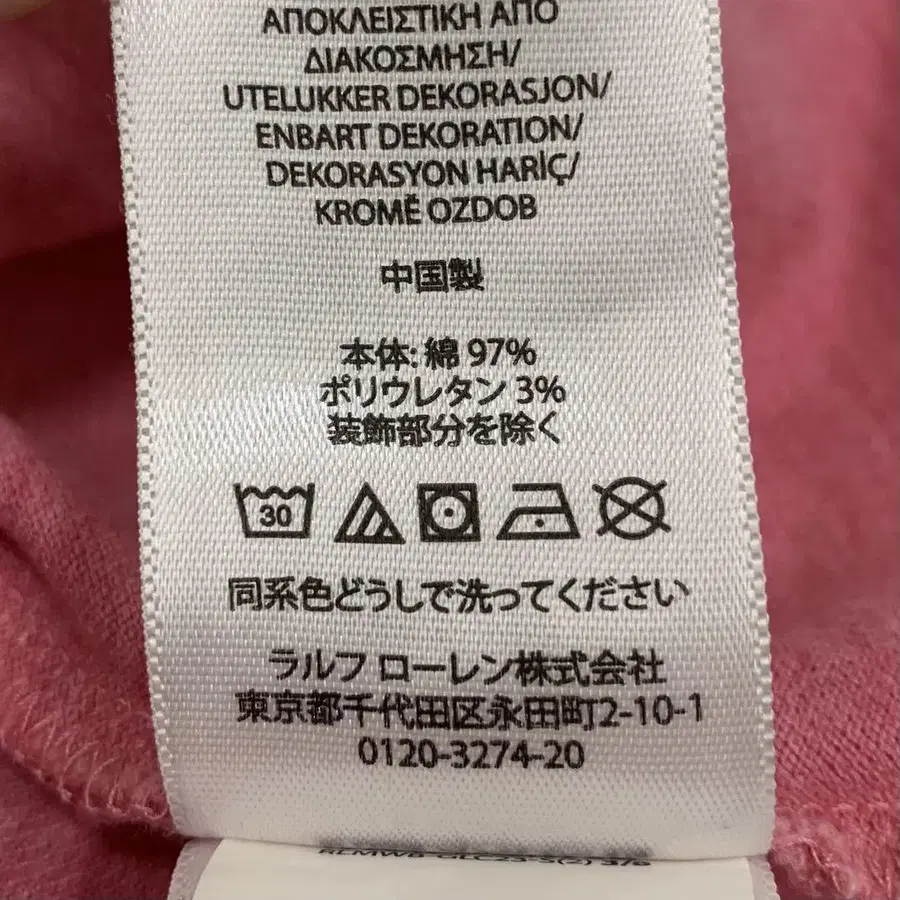 ΑΠΟΚΛΕΙΣΤΙΚΗ ΑΠΟ
ΔΙΑΚΟΣΜΗΣΗ/
UTELUKKER DEKORASJON/
ENBART DEKORATION/
DEKORASYON HARİÇ/
KROMĚ OZDOB
中国製
本体: 綿 97%
ポリウレタン 3%
装飾部分を除く
30
同系色どうしで洗ってください
ラルフ ローレン株式会社
東京都千代田区永田町2-10-1
0120-3274-20